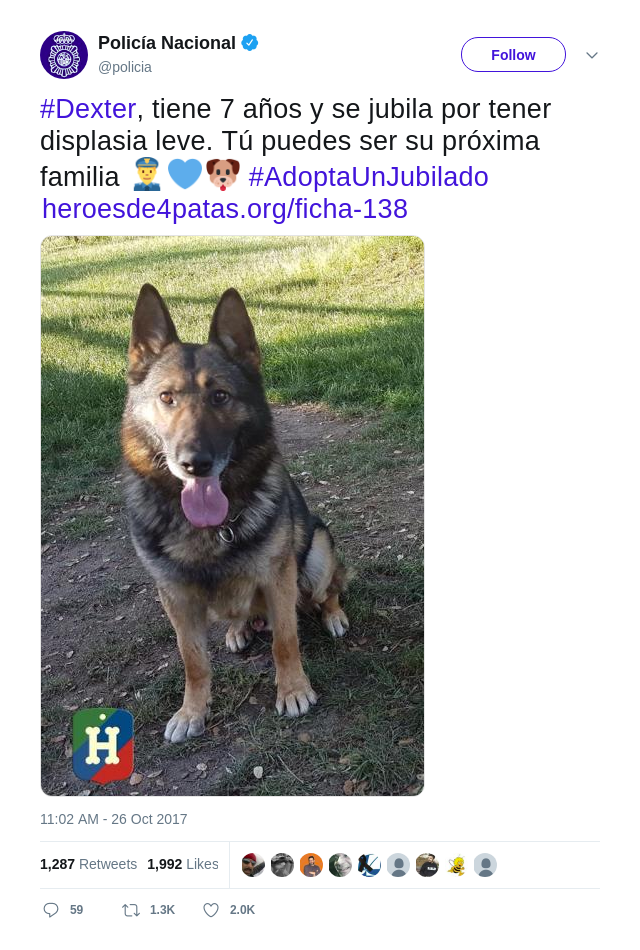 Policía Nacional
@policia
Follow
#Dexter, tiene 7 años y se jubila por tener
displasia leve. Tú puedes ser su próxima
familia 👮💙🐶 #AdoptaUnJubilado
heroesde4patas.org/ficha-138
H
11:02 AM - 26 Oct 2017
1,287 Retweets 1,992 Likes
59 1.3K 2.0K